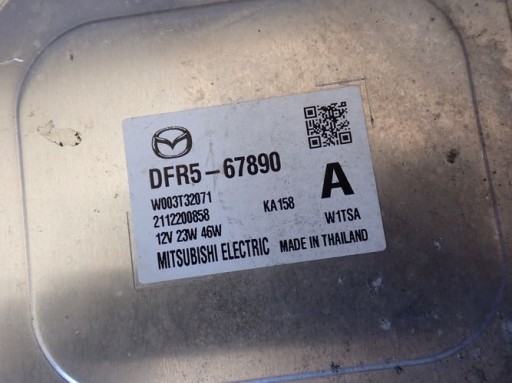 DFR5-67890
W003T32071
2112200858 KA158 A
12V 23W 46W W1TSA
MITSUBISHI ELECTRIC MADE IN THAILAND